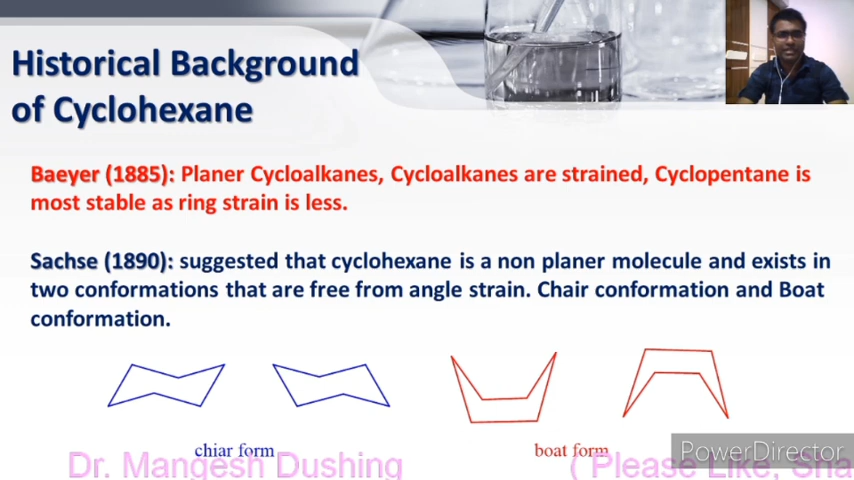 Historical Background
of Cyclohexane
Baeyer (1885): Planer Cycloalkanes, Cycloalkanes are strained, Cyclopentane is
most stable as ring strain is less.
Sachse (1890): suggested that cyclohexane is a non planer molecule and exists in
two conformations that are free from angle strain. Chair conformation and Boat
conformation.
chiar form
boat form
PowerDirector
Dr. Mangesh Dushing
( Please Like, Sha